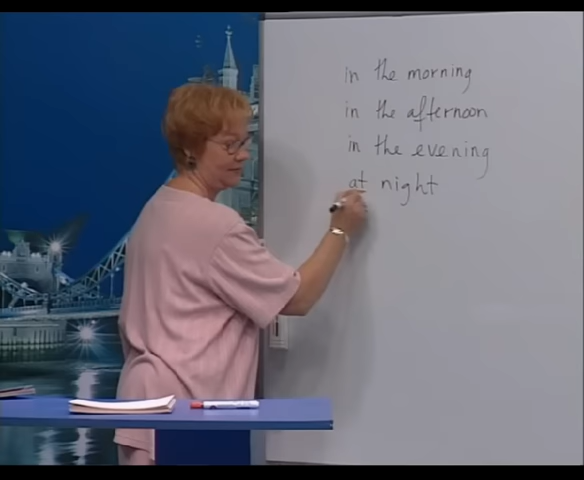 in the morning
in the afternoon
in the evening
at night